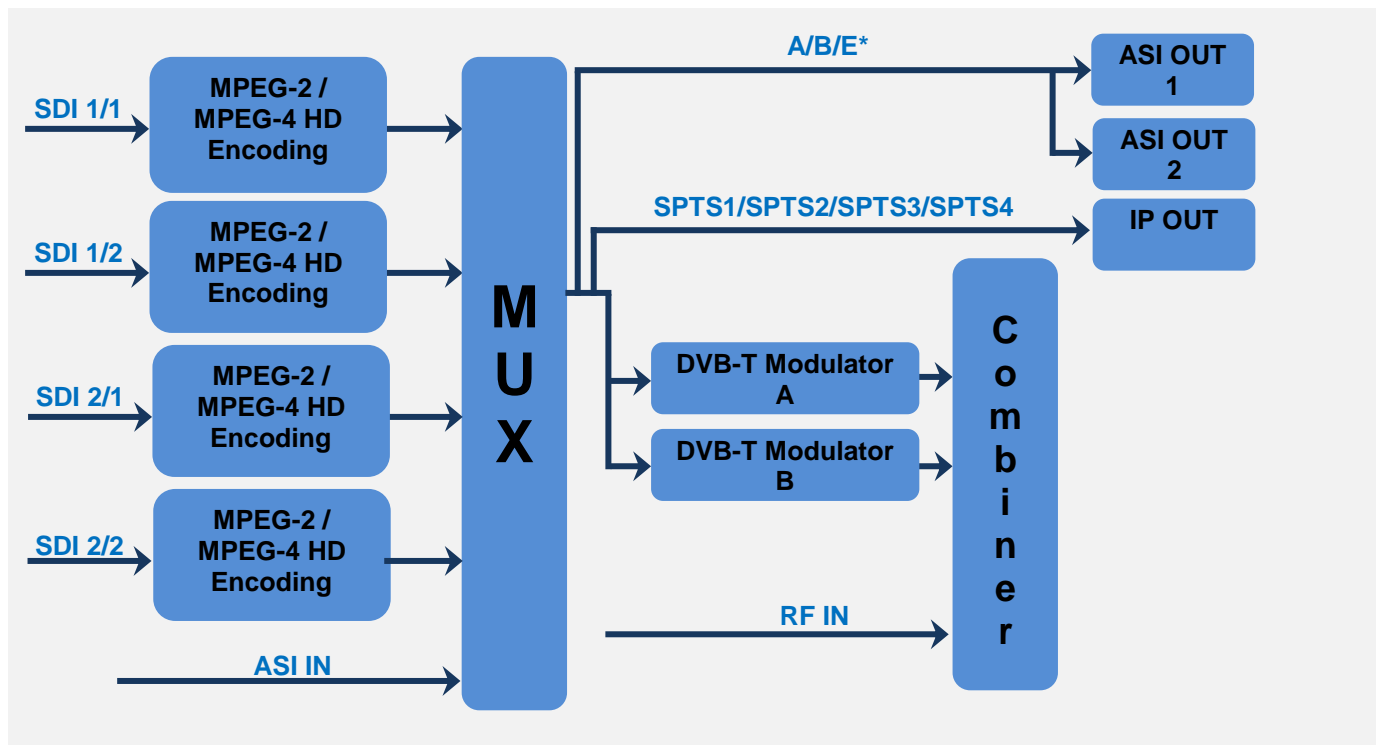 SDI 1/1
MPEG-2 /
MPEG-4 HD
Encoding
SDI 1/2
MPEG-2 /
MPEG-4 HD
Encoding
SDI 2/1
MPEG-2 /
MPEG-4 HD
Encoding
SDI 2/2
MPEG-2 /
MPEG-4 HD
Encoding
ASI IN
M
U
X
A/B/E*
ASI OUT
1
ASI OUT
2
SPTS1/SPTS2/SPTS3/SPTS4
IP OUT
DVB-T Modulator
A
DVB-T Modulator
B
RF IN
C
o
m
b
i
n
e
r